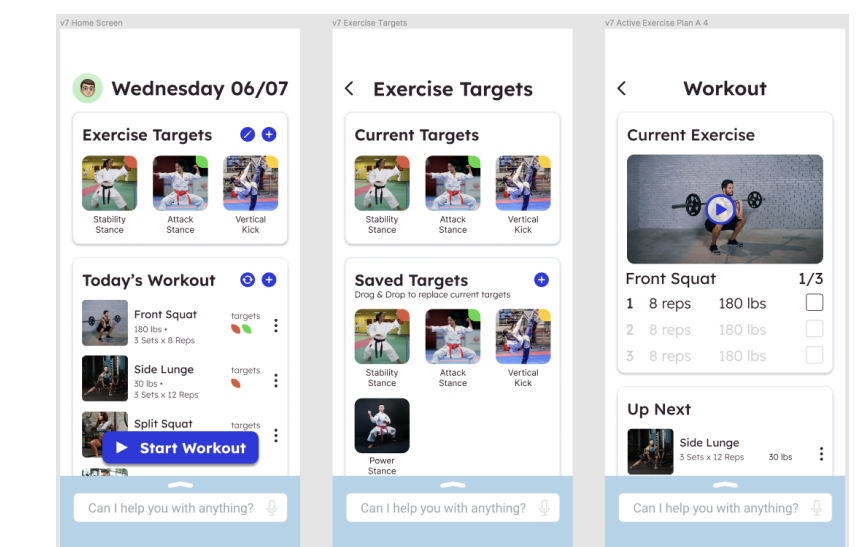 v7 Home Screen
Wednesday 06/07
Exercise Targets
Stability
Stance
Attack
Stance
Vertical
Kick
Today's Workout
Front Squat
180 lbs •
3 Sets x 8 Reps
targets
Side Lunge
30 lbs •
3 Sets x 12 Reps
targets
Split Squat
targets
Start Workout
Can I help you with anything?
v7 Exercise Targets
Exercise Targets
Current Targets
Stability
Stance
Attack
Stance
Vertical
Kick
Saved Targets
Drag & Drop to replace current targets
Stability
Stance
Attack
Stance
Vertical
Kick
Power
Stance
Can I help you with anything?
v7 Active Exercise Plan A 4
Workout
Current Exercise
Front Squat 1/3
1 8 reps 180 lbs
2 8 reps 180 lbs
3 8 reps 180 lbs
Up Next
Side Lunge
3 Sets x 12 Reps 30 lbs
Can I help you with anything?